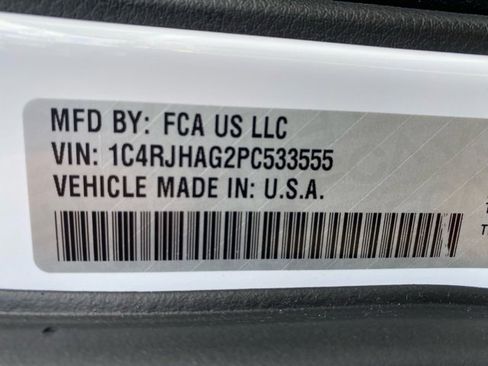 MFD BY: FCA US LLC
VIN: 1C4RJHAG2PC533555
VEHICLE MADE IN: U.S.A.